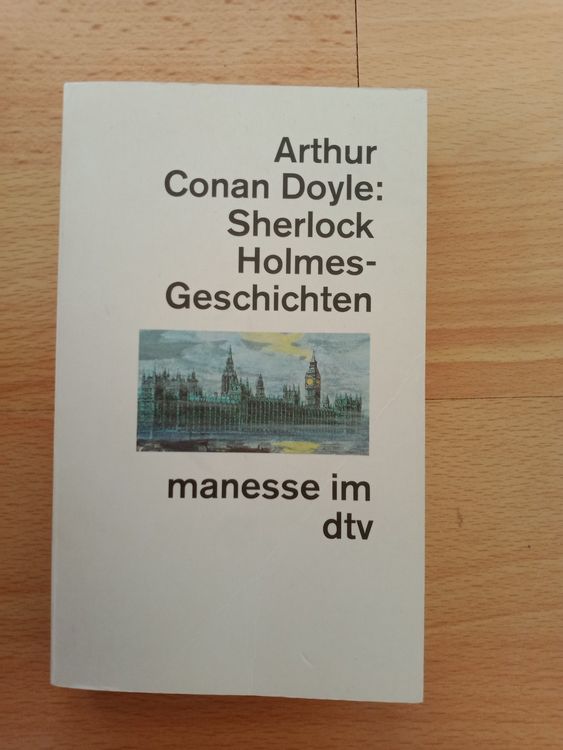 Arthur
Conan Doyle:
Sherlock
Holmes-
Geschichten
manesse im
dtv